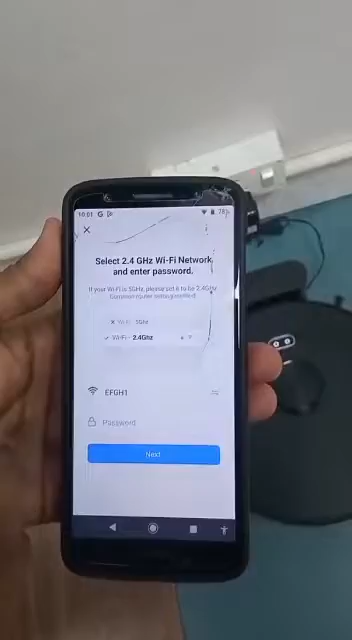 10:01 G 78%
Select 2.4 GHz Wi-Fi Network
and enter password.
If your Wi-Fi is 5GHz, please set it to be 2.4GHz.
Common router setting method
Wi-Fi - 5Ghz
Wi-Fi - 2.4Ghz
EFGH1
Password
Next